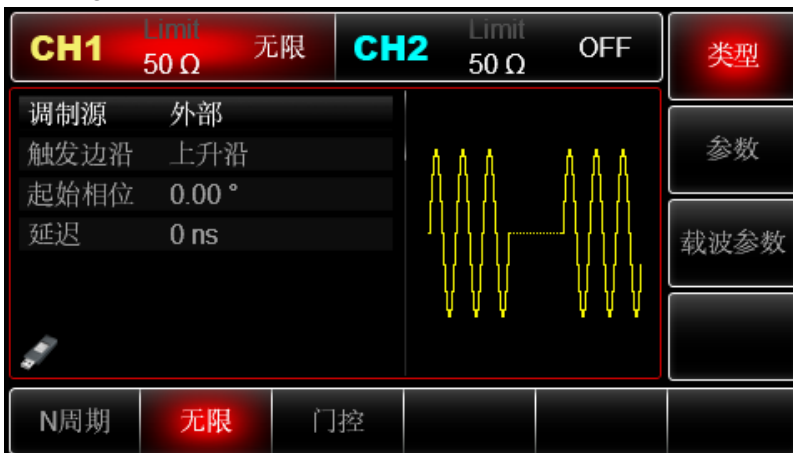 CH1 Limit 50 Ω 无限 CH2 Limit 50 Ω OFF 类型
调制源 外部
触发边沿 上升沿
起始相位 0.00 °
延迟 0 ns
参数
载波参数
N周期 无限 门控